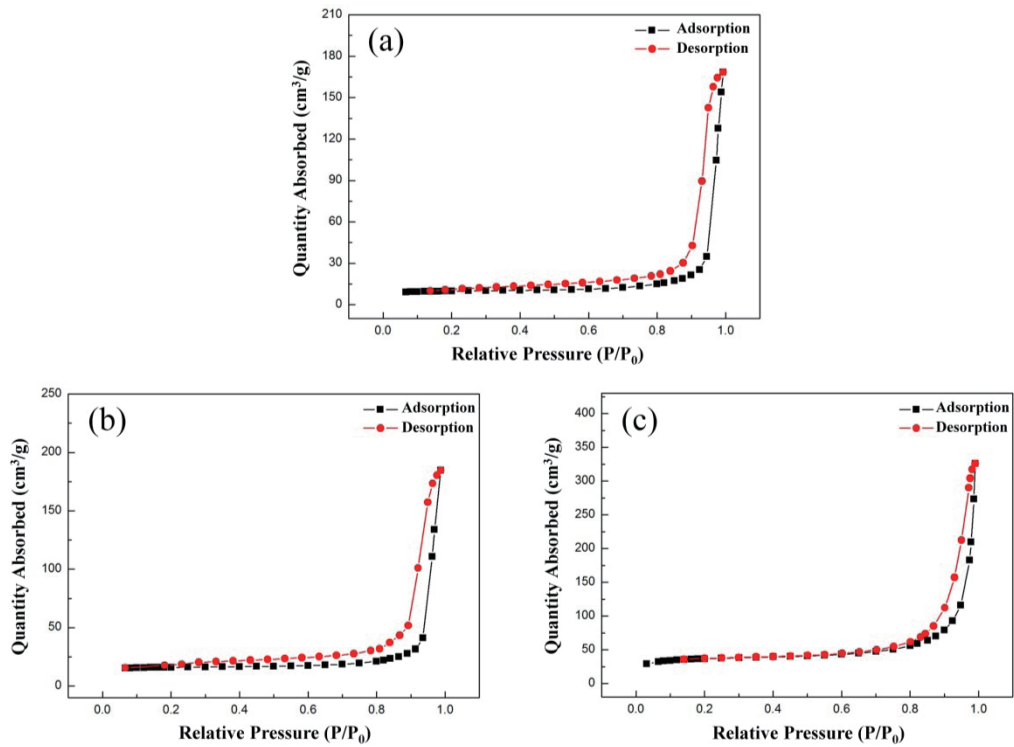 (a)
Adsorption
Desorption
210
180
150
120
90
60
30
0
Quantity Absorbed (cm³/g)
0.0 0.2 0.4 0.6 0.8 1.0
Relative Pressure (P/P₀)
(b)
Adsorption
Desorption
250
200
150
100
50
0
Quantity Absorbed (cm³/g)
0.0 0.2 0.4 0.6 0.8 1.0
Relative Pressure (P/P₀)
(c)
Adsorption
Desorption
400
350
300
250
200
150
100
50
0
Quantity Absorbed (cm³/g)
0.0 0.2 0.4 0.6 0.8 1.0
Relative Pressure (P/P₀)